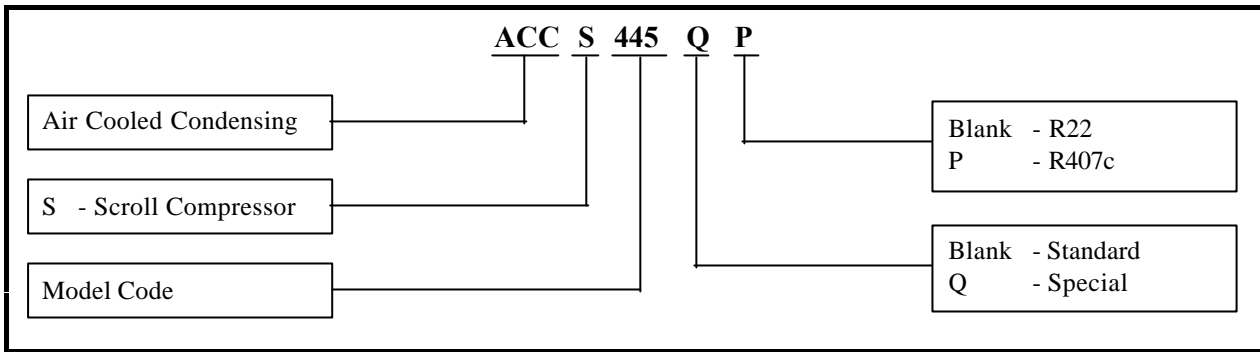 ACC S 445 Q P
Air Cooled Condensing
S - Scroll Compressor
Model Code
Blank - R22
P - R407c
Blank - Standard
Q - Special